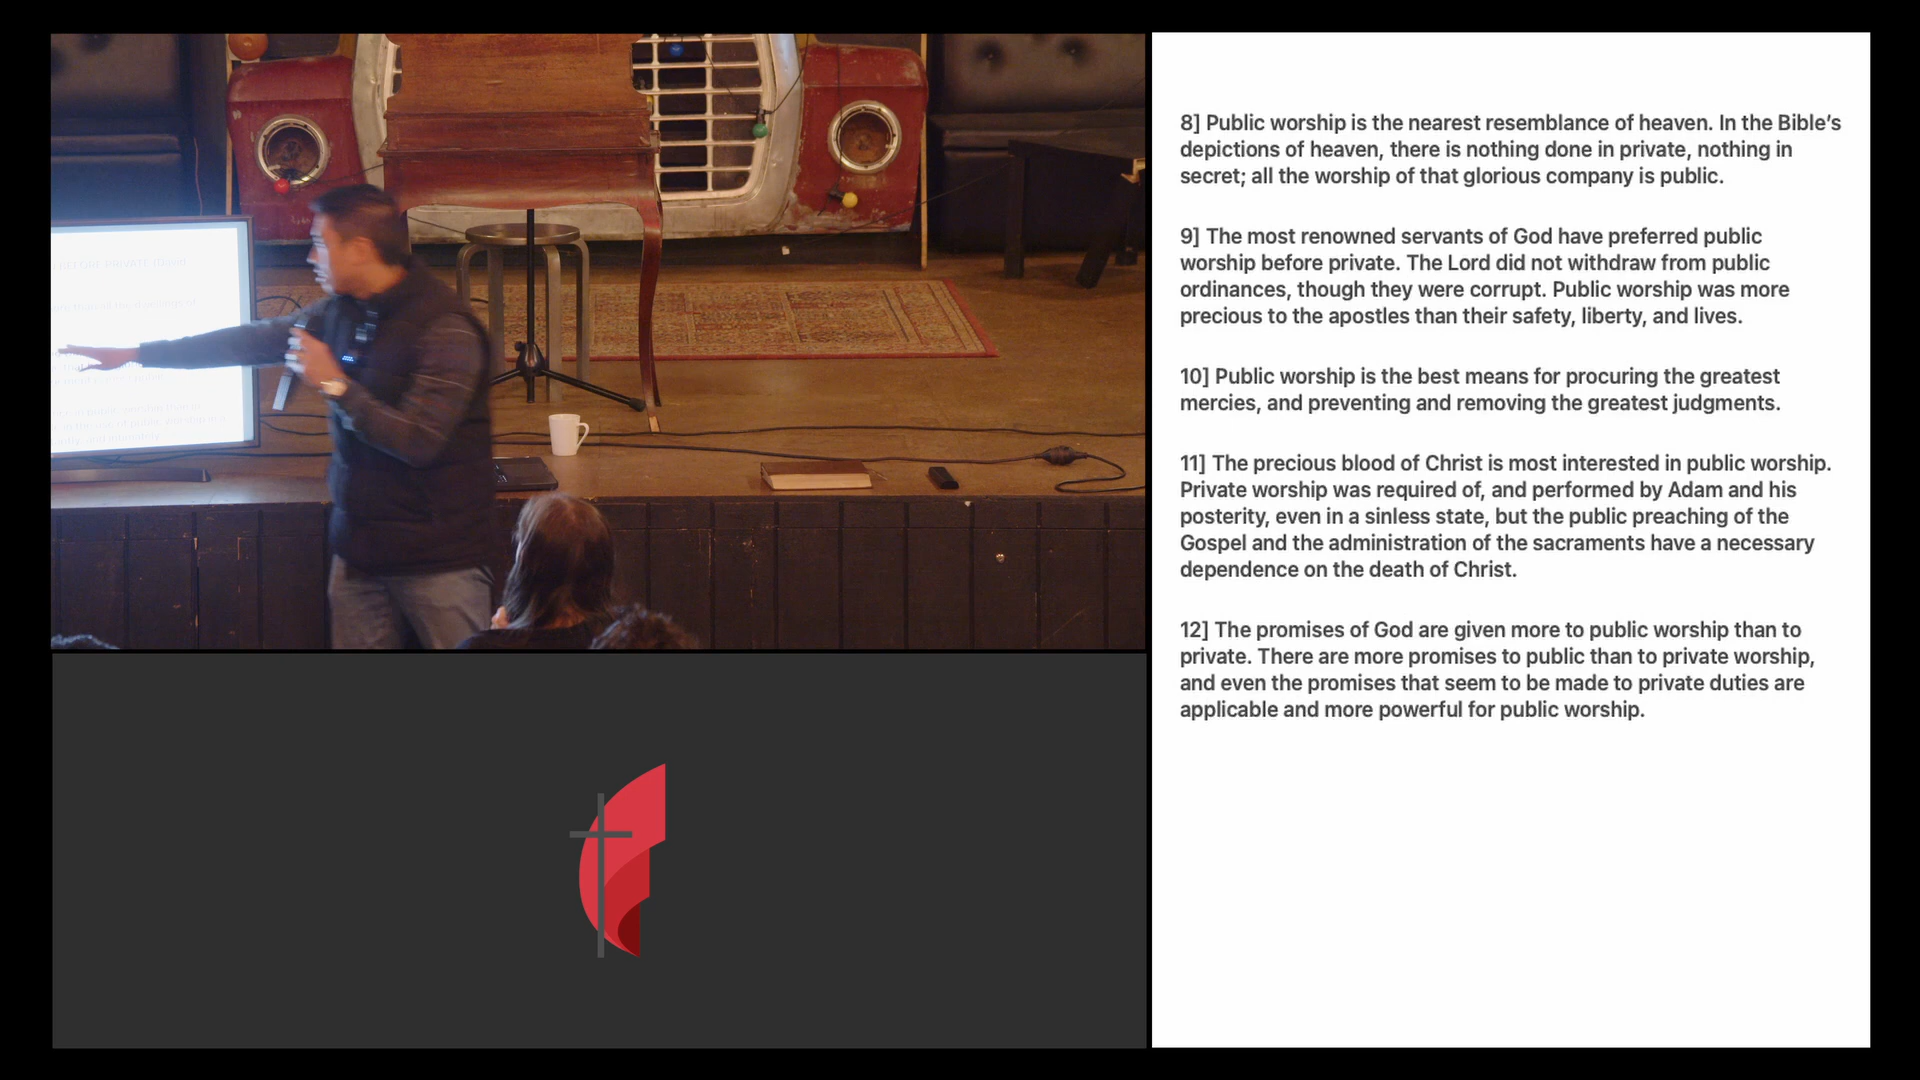 BEFORE PRIVATE
8] Public worship is the nearest resemblance of heaven. In the Bible’s
depictions of heaven, there is nothing done in private, nothing in
secret; all the worship of that glorious company is public.
9] The most renowned servants of God have preferred public
worship before private. The Lord did not withdraw from public
ordinances, though they were corrupt. Public worship was more
precious to the apostles than their safety, liberty, and lives.
10] Public worship is the best means for procuring the greatest
mercies, and preventing and removing the greatest judgments.
11] The precious blood of Christ is most interested in public worship.
Private worship was required of, and performed by Adam and his
posterity, even in a sinless state, but the public preaching of the
Gospel and the administration of the sacraments have a necessary
dependence on the death of Christ.
12] The promises of God are given more to public worship than to
private. There are more promises to public than to private worship,
and even the promises that seem to be made to private duties are
applicable and more powerful for public worship.